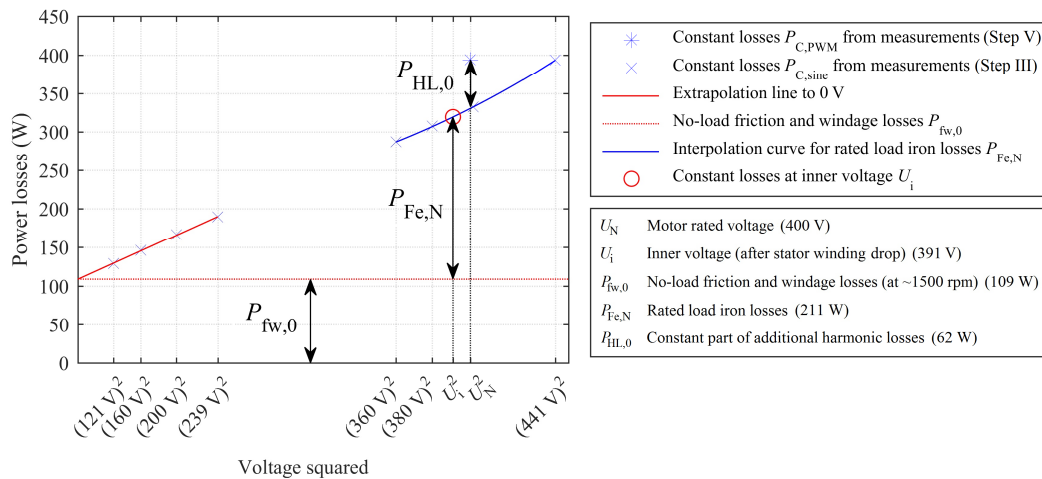 Power losses (W)
450
400
350
300
250
200
150
100
50
0
P_HL,0
P_Fe,N
P_fw,0
(121 V)²
(160 V)²
(200 V)²
(239 V)²
(360 V)²
(380 V)²
U_i²
U_N²
(441 V)²
Voltage squared
Constant losses P_C,PWM from measurements (Step V)
Constant losses P_C,sine from measurements (Step III)
Extrapolation line to 0 V
No-load friction and windage losses P_fw,0
Interpolation curve for rated load iron losses P_Fe,N
Constant losses at inner voltage U_i
U_N Motor rated voltage (400 V)
U_i Inner voltage (after stator winding drop) (391 V)
P_fw,0 No-load friction and windage losses (at ~1500 rpm) (109 W)
P_Fe,N Rated load iron losses (211 W)
P_HL,0 Constant part of additional harmonic losses (62 W)